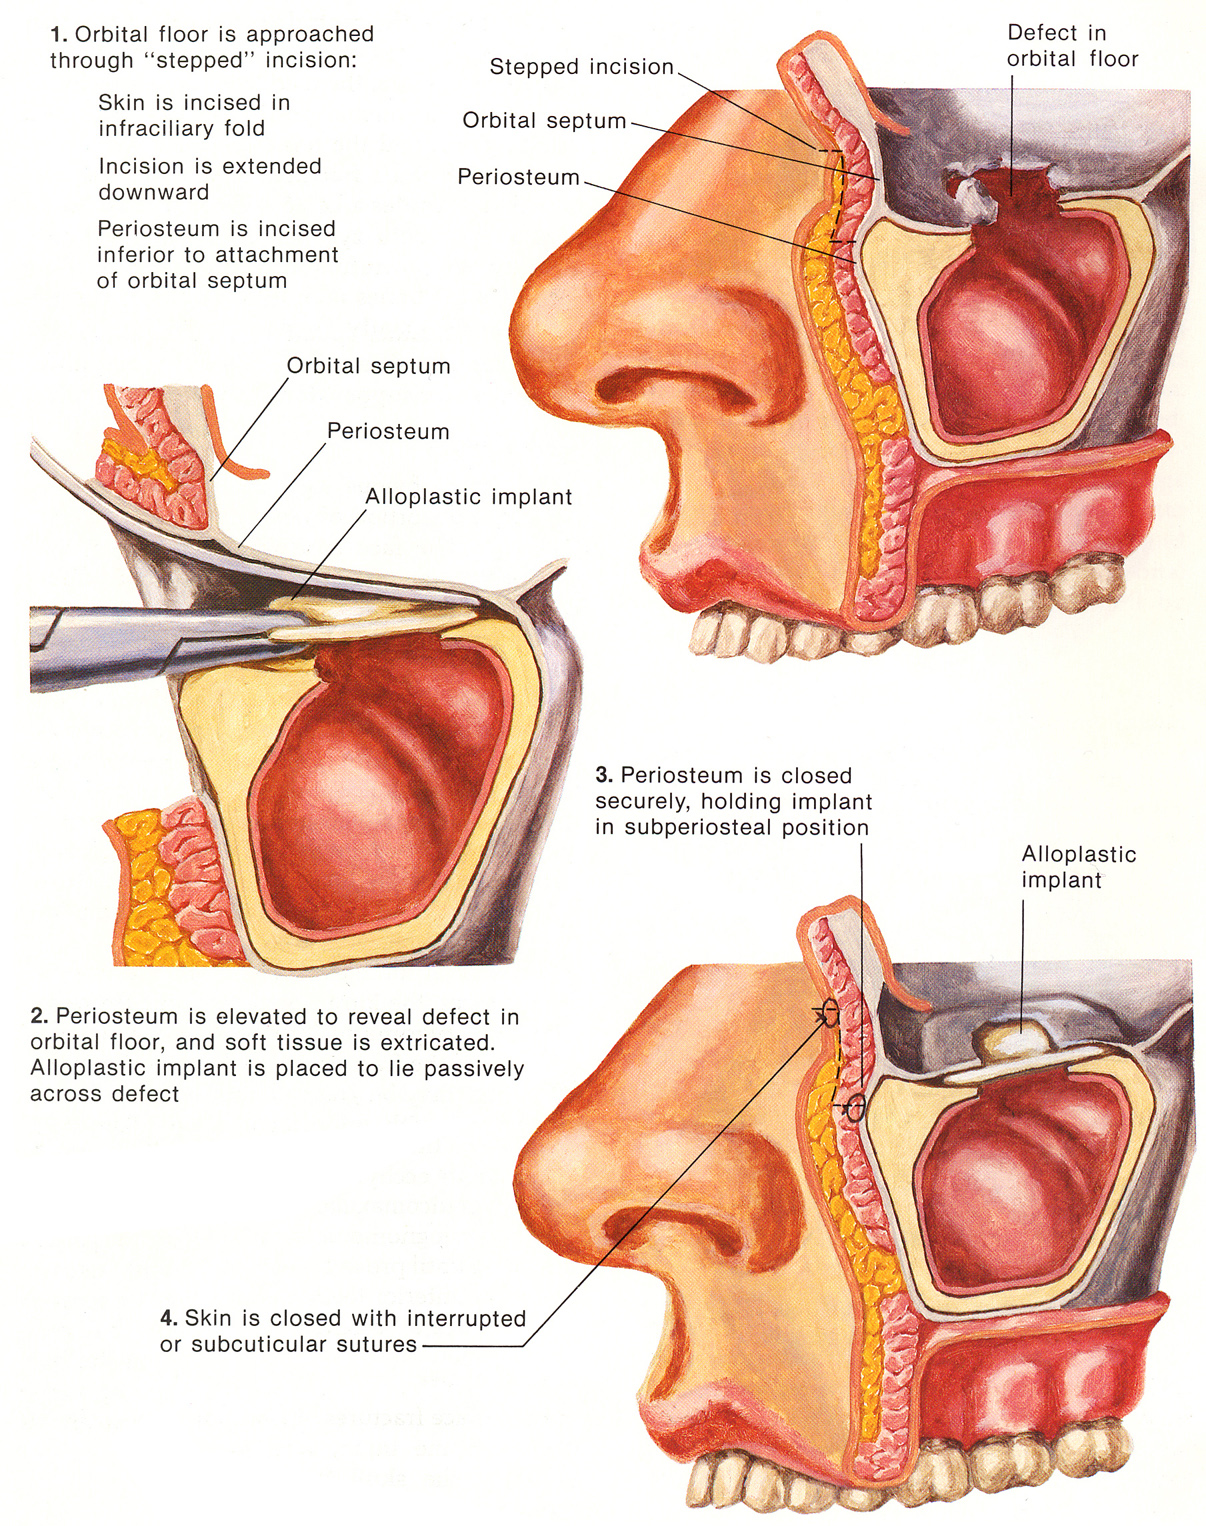 1. Orbital floor is approached
through “stepped” incision:
Skin is incised in
infraciliary fold
Incision is extended
downward
Periosteum is incised
inferior to attachment
of orbital septum
Defect in
orbital floor
Stepped incision
Orbital septum
Periosteum
Orbital septum
Periosteum
Alloplastic implant
2. Periosteum is elevated to reveal defect in
orbital floor, and soft tissue is extricated.
Alloplastic implant is placed to lie passively
across defect
3. Periosteum is closed
securely, holding implant
in subperiosteal position
Alloplastic
implant
4. Skin is closed with interrupted
or subcuticular sutures